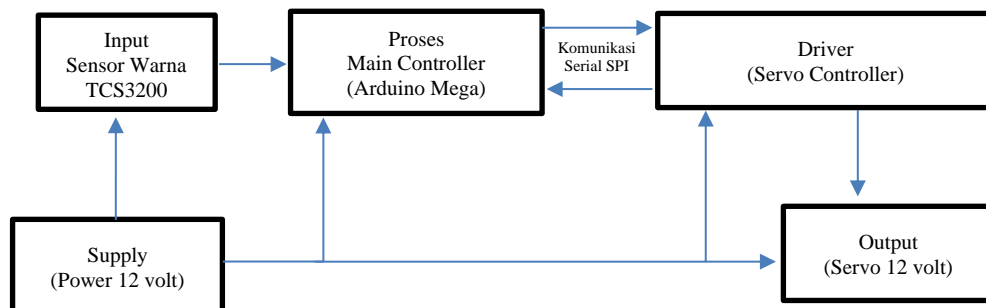 Input
Sensor Warna
TCS3200
Proses
Main Controller
(Arduino Mega)
Komunikasi
Serial SPI
Driver
(Servo Controller)
Supply
(Power 12 volt)
Output
(Servo 12 volt)